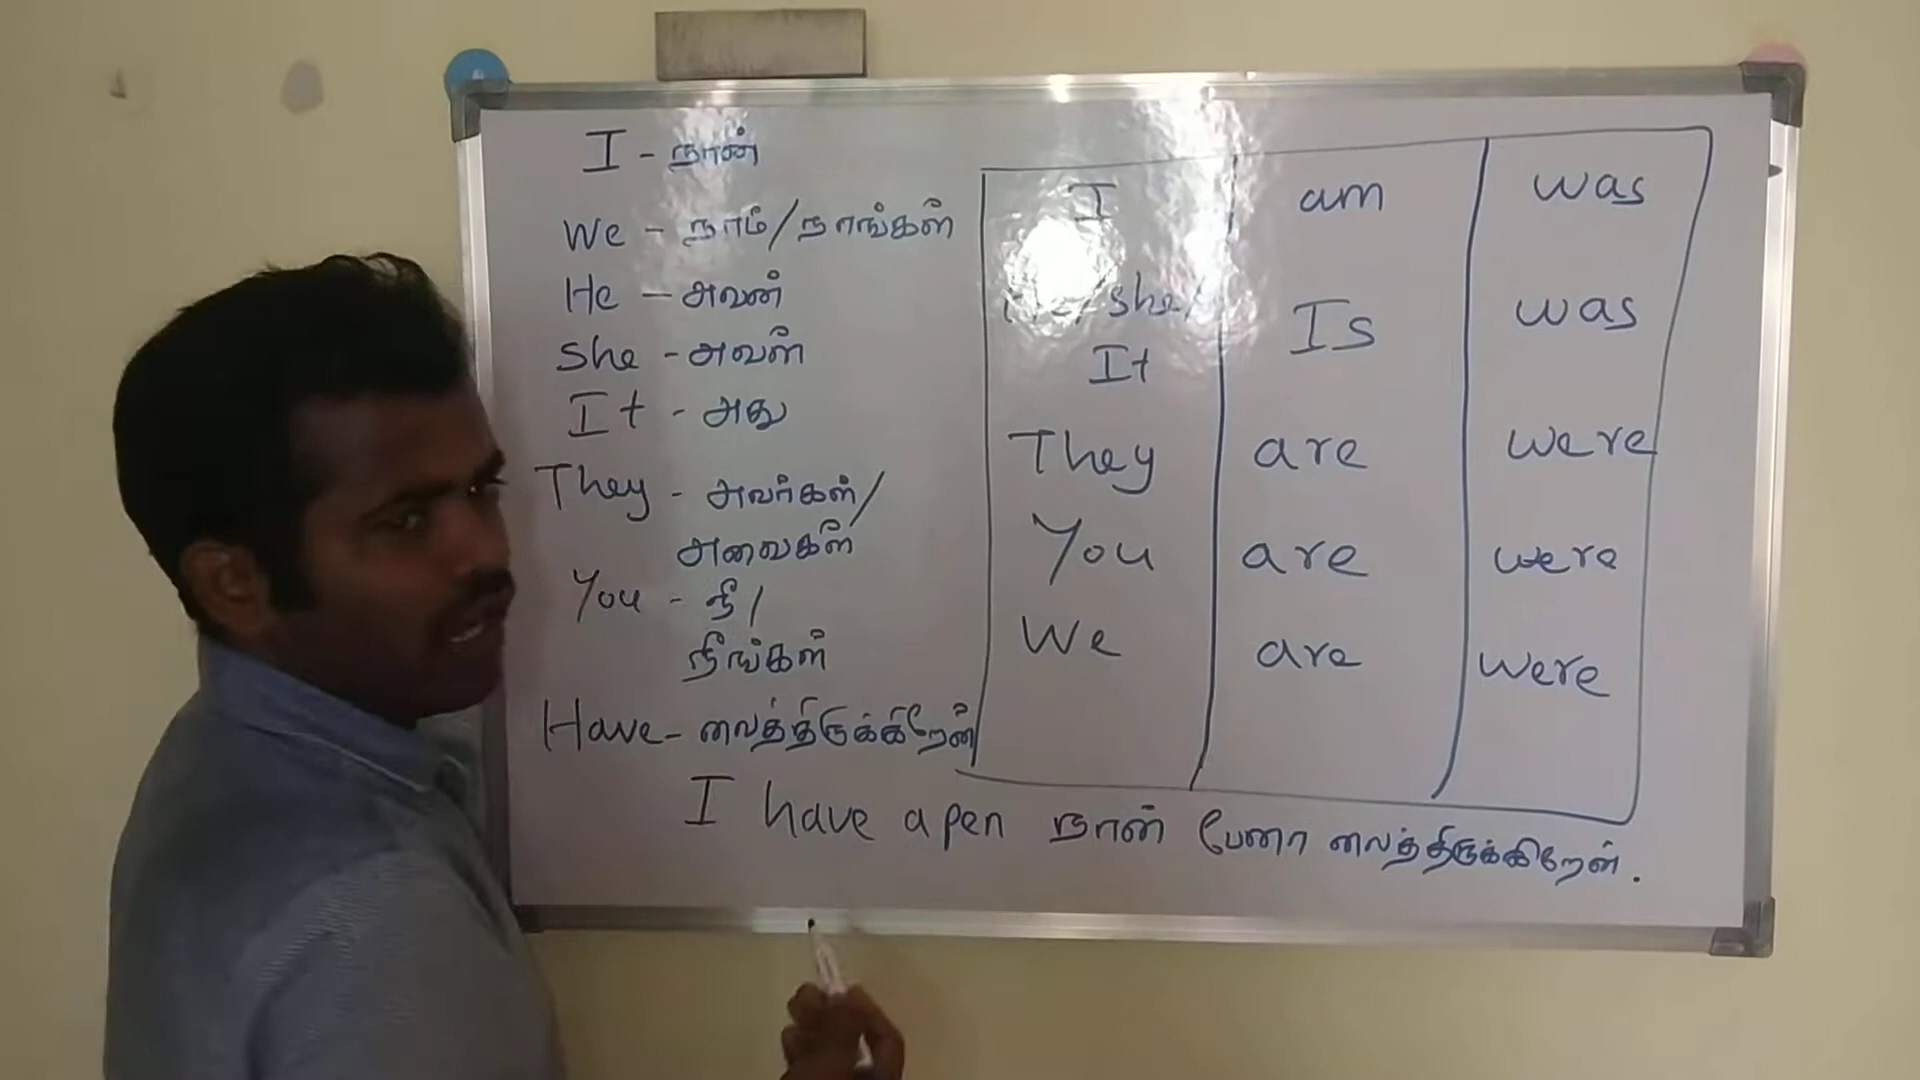 I - நான்
We - நாம்/நாங்கள்
He - அவன்
She - அவள்
It - அது
They - அவர்கள்/
அவைகள்
You - நீ/
நீங்கள்
Have - வைத்திருக்கிறேன்
I am was
He/she/
It Is was
They are were
You are were
We are were
I have a pen நான் பேனா வைத்திருக்கிறேன்.